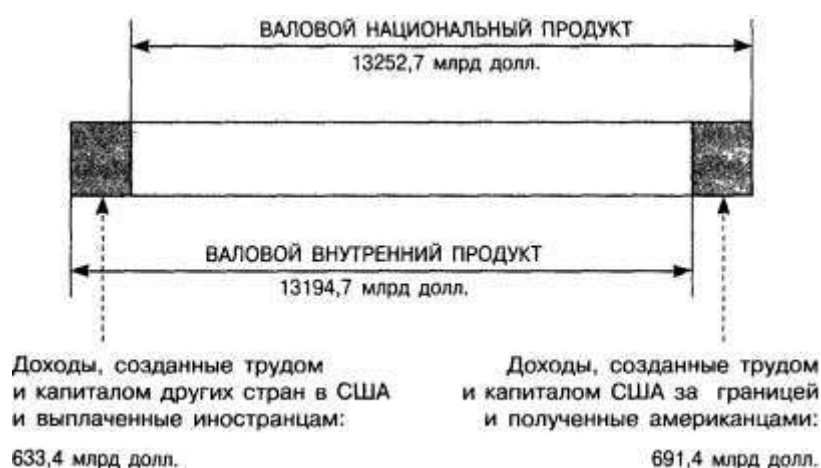 ВАЛОВОЙ НАЦИОНАЛЬНЫЙ ПРОДУКТ
13252,7 млрд долл.
ВАЛОВОЙ ВНУТРЕННИЙ ПРОДУКТ
13194,7 млрд долл.
Доходы, созданные трудом
и капиталом других стран в США
и выплаченные иностранцам:
633,4 млрд долл.
Доходы, созданные трудом
и капиталом США за границей
и полученные американцами:
691,4 млрд долл.